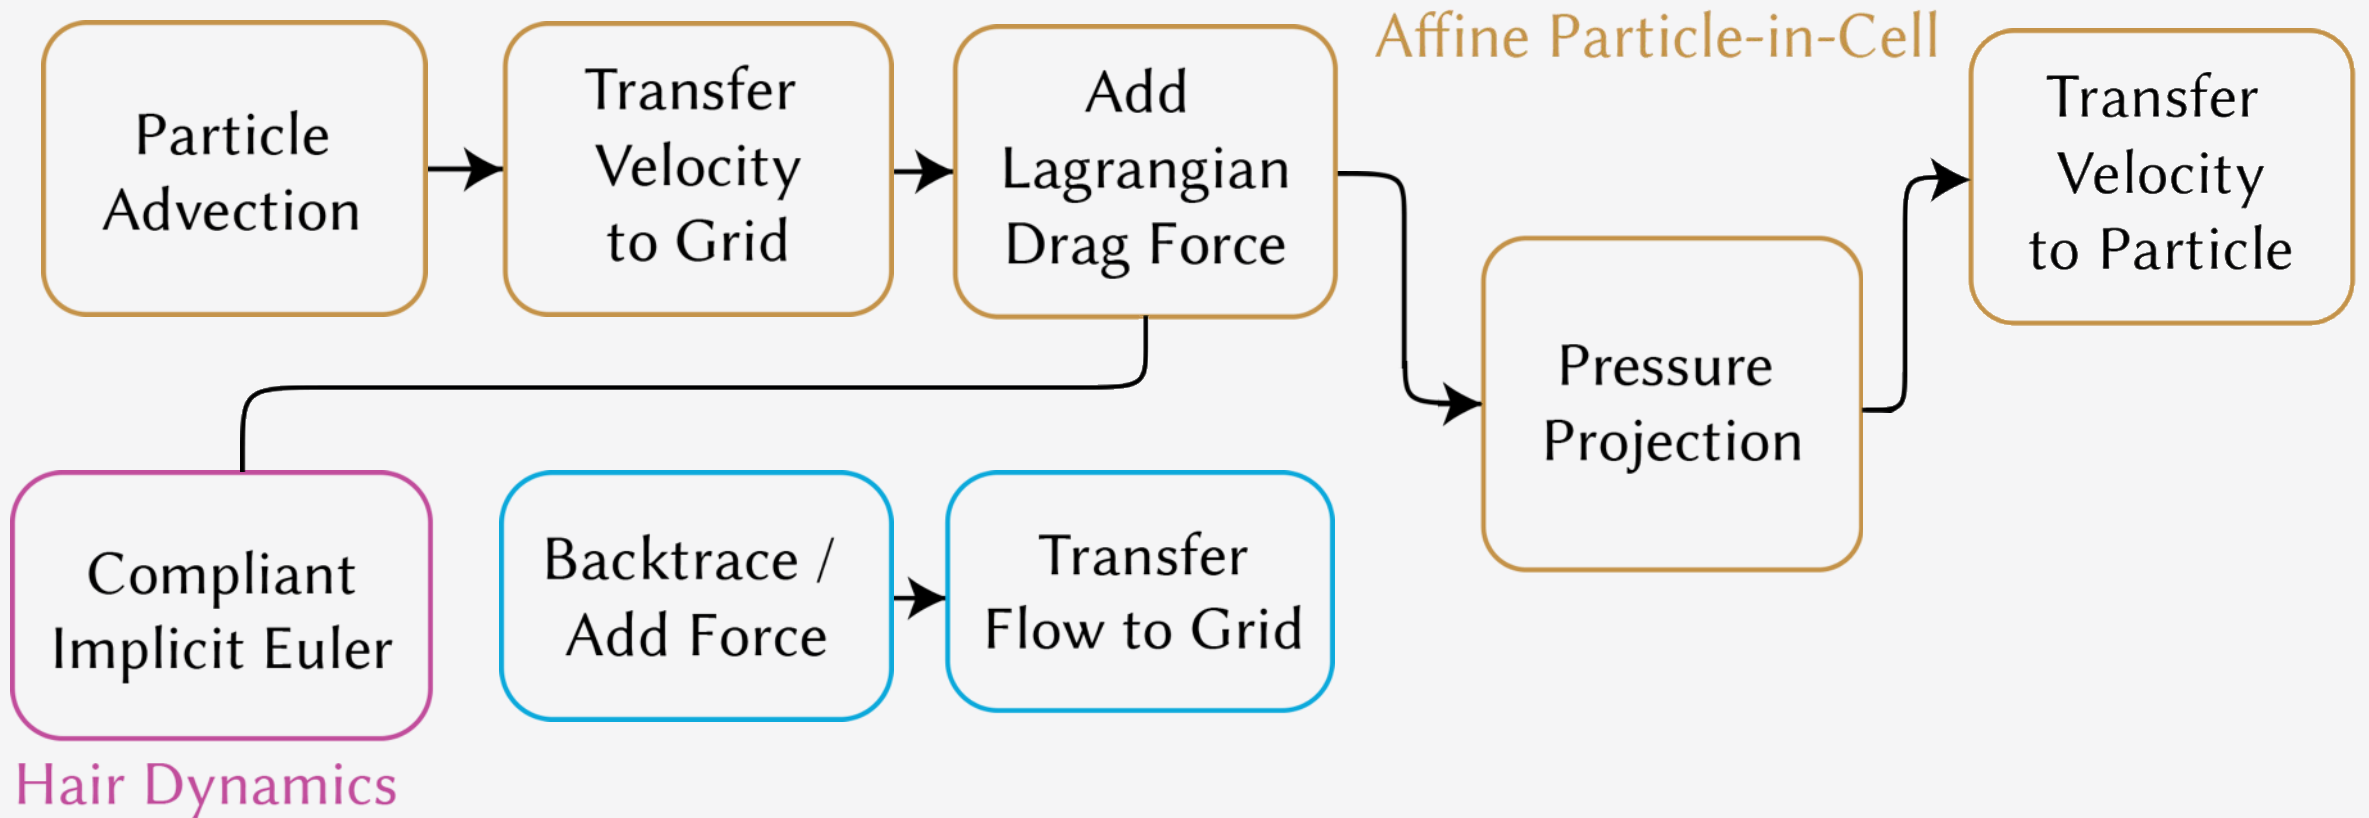 Affine Particle-in-Cell
Particle
Advection
Transfer
Velocity
to Grid
Add
Lagrangian
Drag Force
Pressure
Projection
Transfer
Velocity
to Particle
Compliant
Implicit Euler
Hair Dynamics
Backtrace /
Add Force
Transfer
Flow to Grid